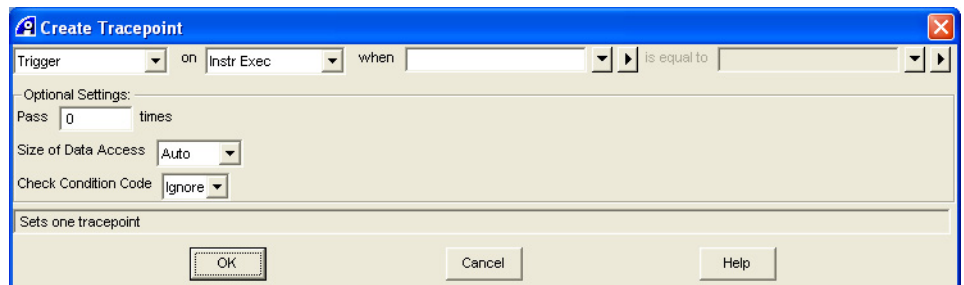 Create Tracepoint
Trigger on Instr Exec when is equal to
Optional Settings:
Pass 0 times
Size of Data Access Auto
Check Condition Code Ignore
Sets one tracepoint
OK Cancel Help